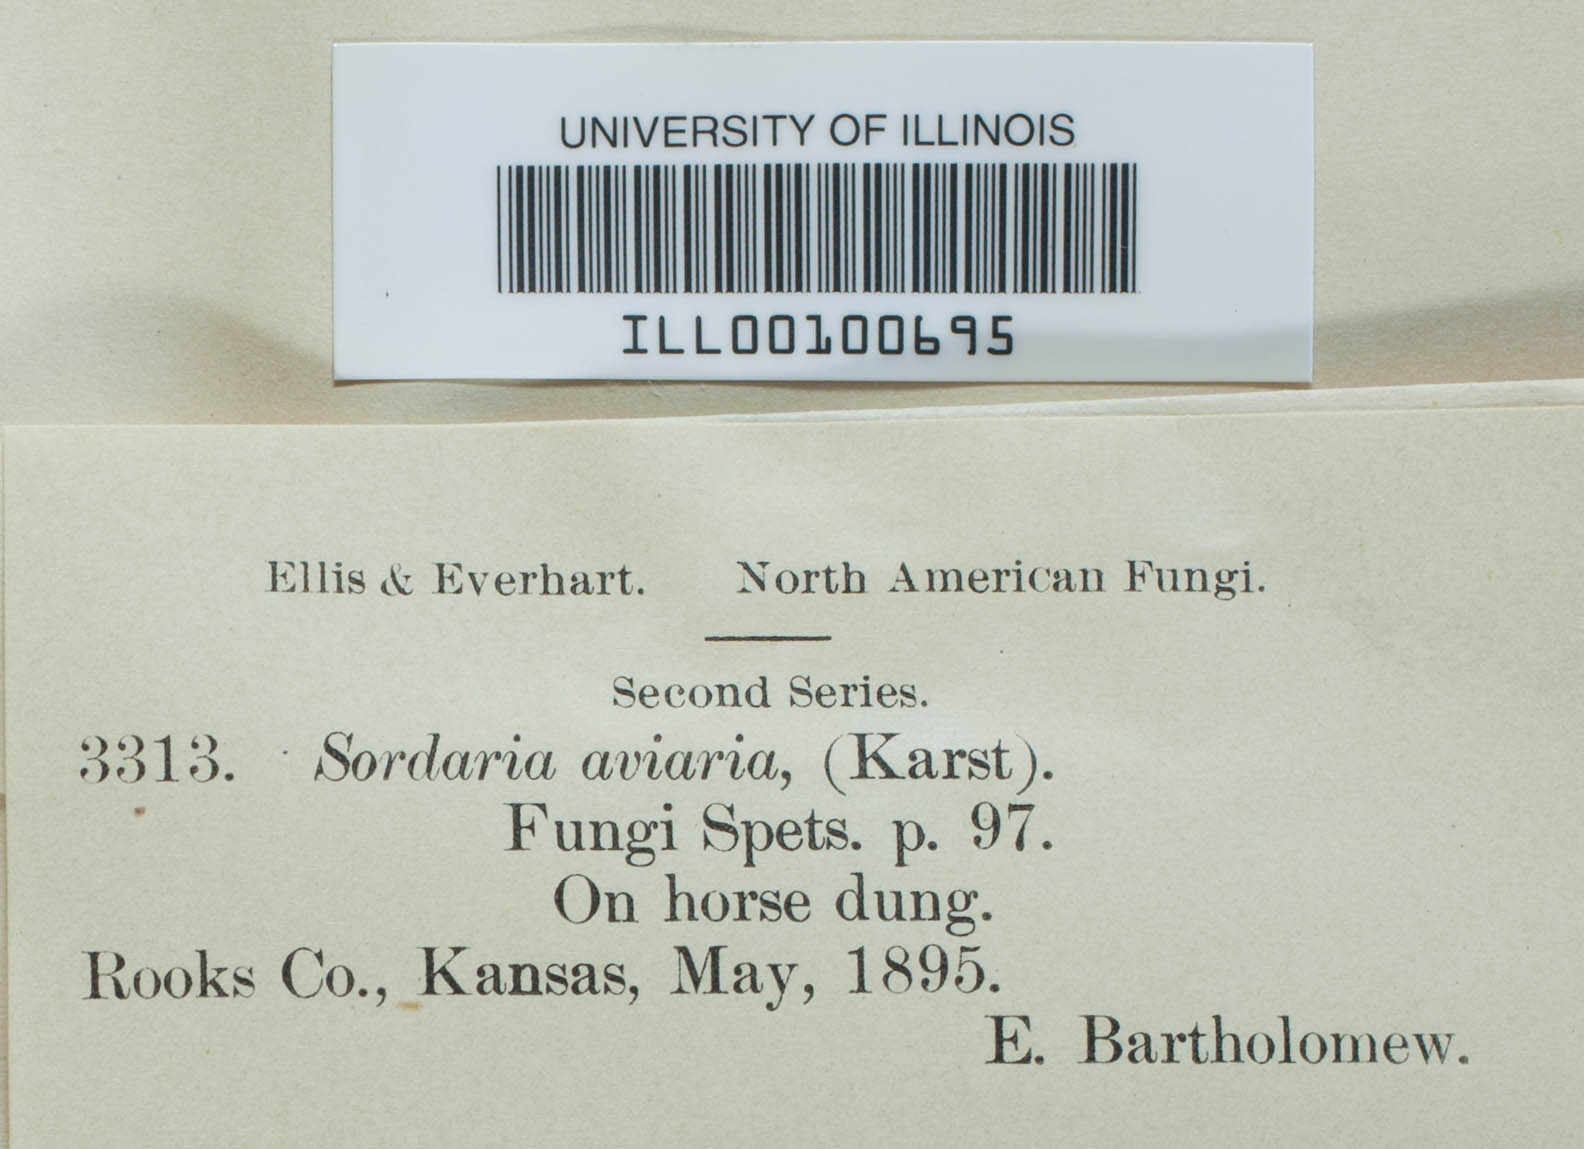 UNIVERSITY OF ILLINOIS
ILL00100695
Ellis & Everhart. North American Fungi.
Second Series.
3313. Sordaria aviaria, (Karst).
Fungi Spets. p. 97.
On horse dung.
Rooks Co., Kansas, May, 1895.
E. Bartholomew.